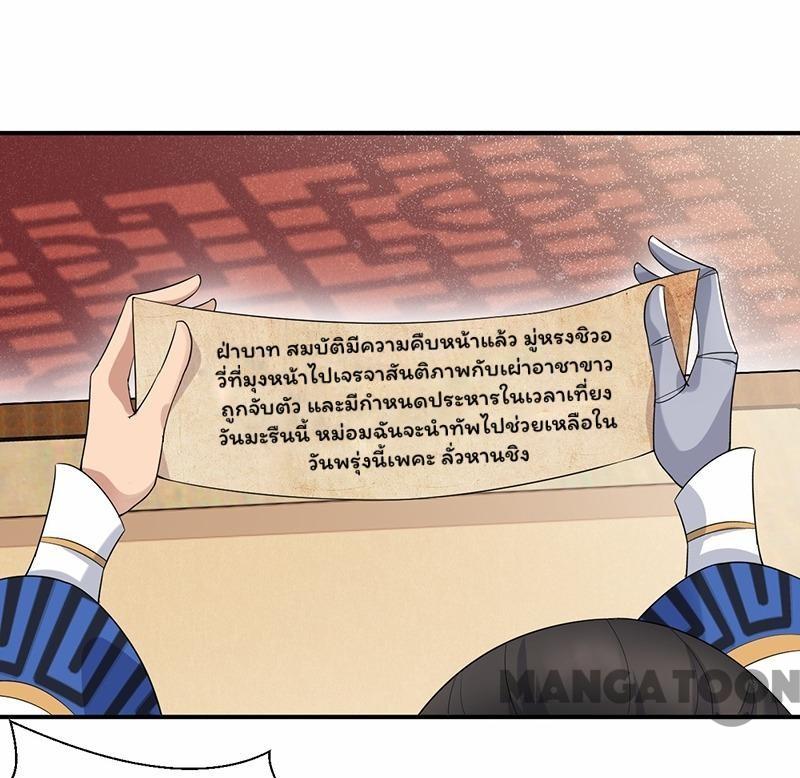 ฝ่าบาท สมบัติมีความคืบหน้าแล้ว มู่หรงชิวอ
วี่ที่มุงหน้าไปเจรจาสันติภาพกับเผ่าอาชาขาว
ถูกจับตัว และมีกำหนดประหารในเวลาเที่ยง
วันมะรืนนี้ หม่อมฉันจะนำทัพไปช่วยเหลือใน
วันพรุ่งนี้เพคะ ลั่วหานชิง
MANGATOON